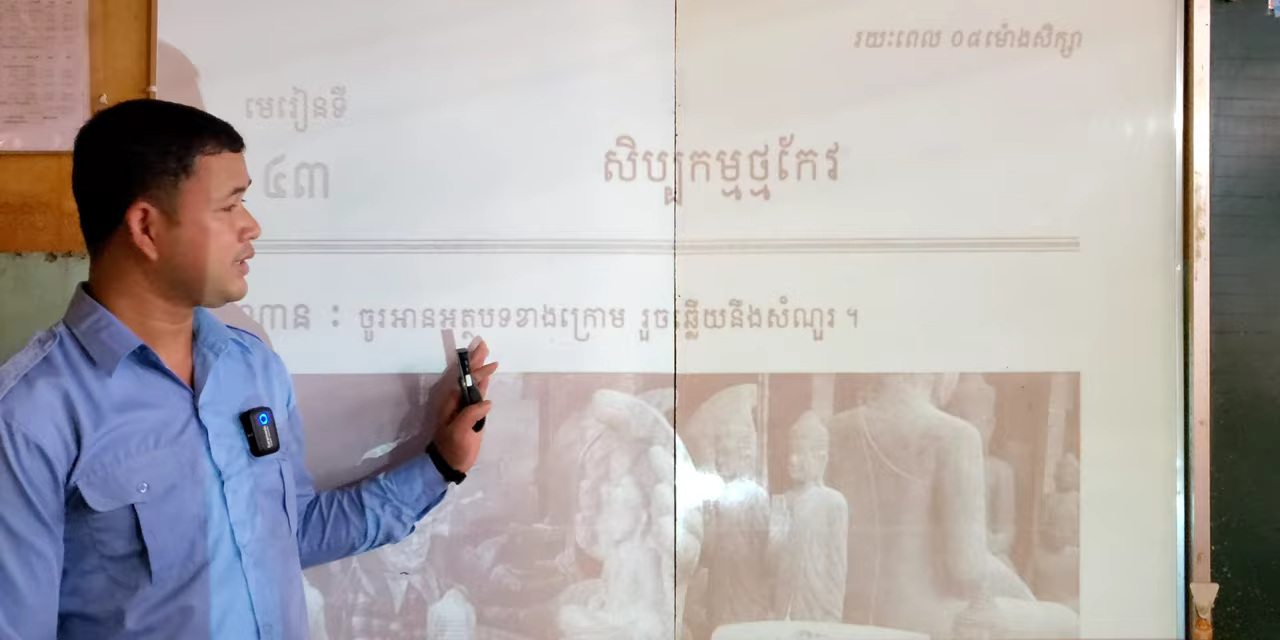 រយៈពេល ០៨ម៉ោងសិក្សា
មេរៀនទី
៤៣
សិប្បកម្មថ្មកែវ
: ចូរអានអត្ថបទខាងក្រោម រួចឆ្លើយនឹងសំណួរ ។